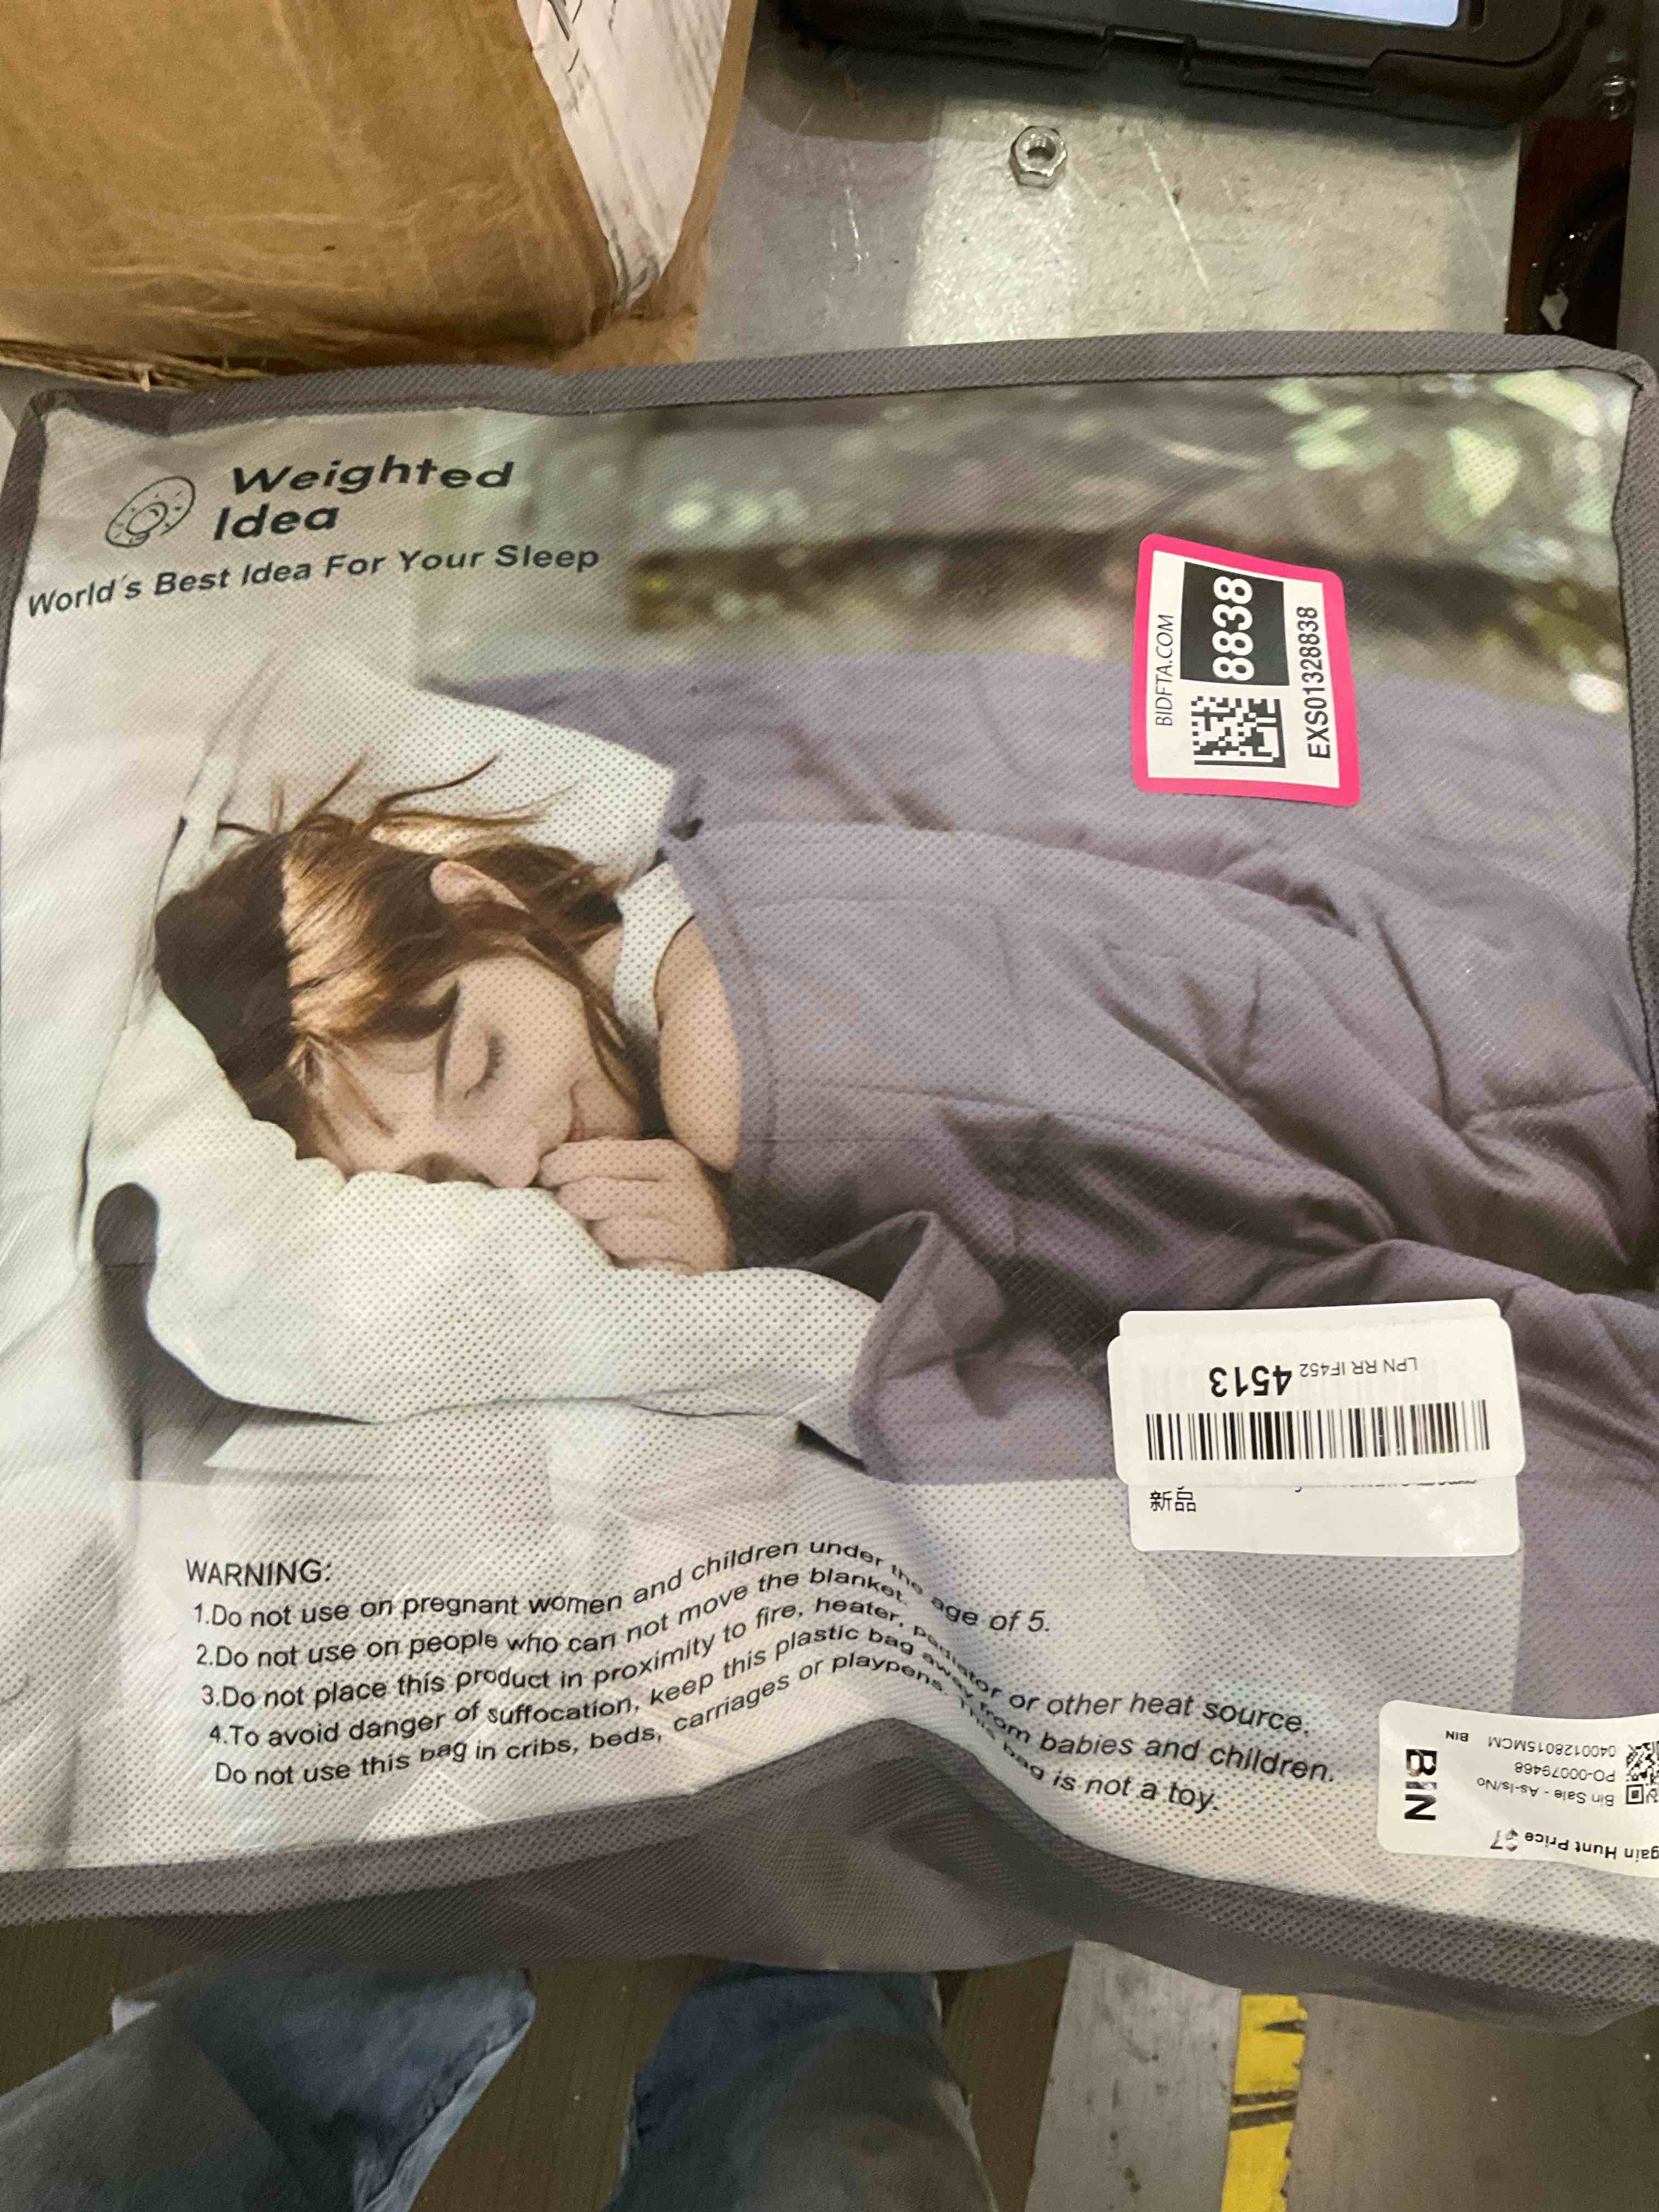 Weighted
Idea
World's Best Idea For Your Sleep
BIDFTA.COM
8838
EXS01328838
LPN RR IF452 4513
新品
WARNING:
1.Do not use on pregnant women and children under the age of 5.
2.Do not use on people who can not move the blanket.
3.Do not place this product in proximity to fire, heater, padiator or other heat source.
4.To avoid danger of suffocation, keep this plastic bag away from babies and children.
Do not use this bag in cribs, beds, carriages or playpens. This bag is not a toy.
gain Hunt Price $7
Bin Sale - As-Is/No
PO-00079468
0400128015MCM
BIN
BIN